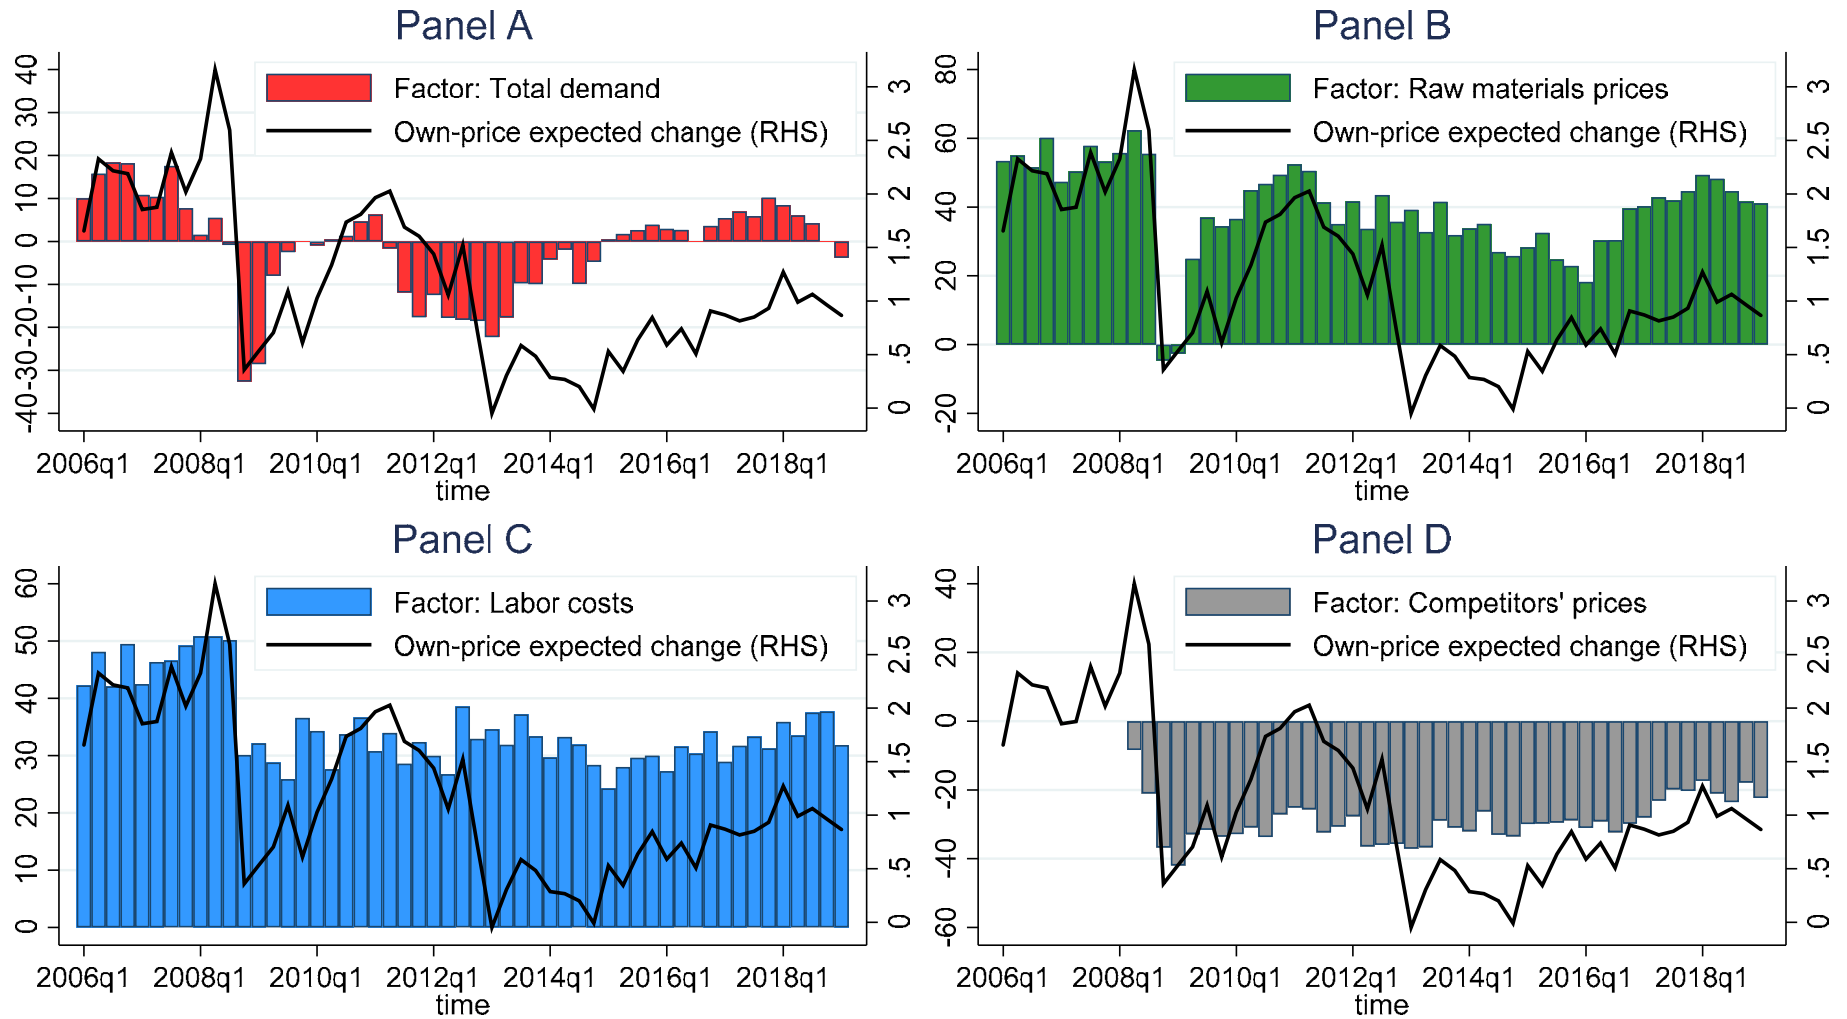 Panel A
Factor: Total demand
Own-price expected change (RHS)
40
30
20
10
0
-10
-20
-30
-40
3
2.5
2
1.5
1
.5
0
2006q1 2008q1 2010q1 2012q1 2014q1 2016q1 2018q1
time
Panel B
Factor: Raw materials prices
Own-price expected change (RHS)
80
60
40
20
0
-20
3
2.5
2
1.5
1
.5
0
2006q1 2008q1 2010q1 2012q1 2014q1 2016q1 2018q1
time
Panel C
Factor: Labor costs
Own-price expected change (RHS)
60
50
40
30
20
10
0
3
2.5
2
1.5
1
.5
0
2006q1 2008q1 2010q1 2012q1 2014q1 2016q1 2018q1
time
Panel D
Factor: Competitors' prices
Own-price expected change (RHS)
40
20
0
-20
-40
-60
3
2.5
2
1.5
1
.5
0
2006q1 2008q1 2010q1 2012q1 2014q1 2016q1 2018q1
time